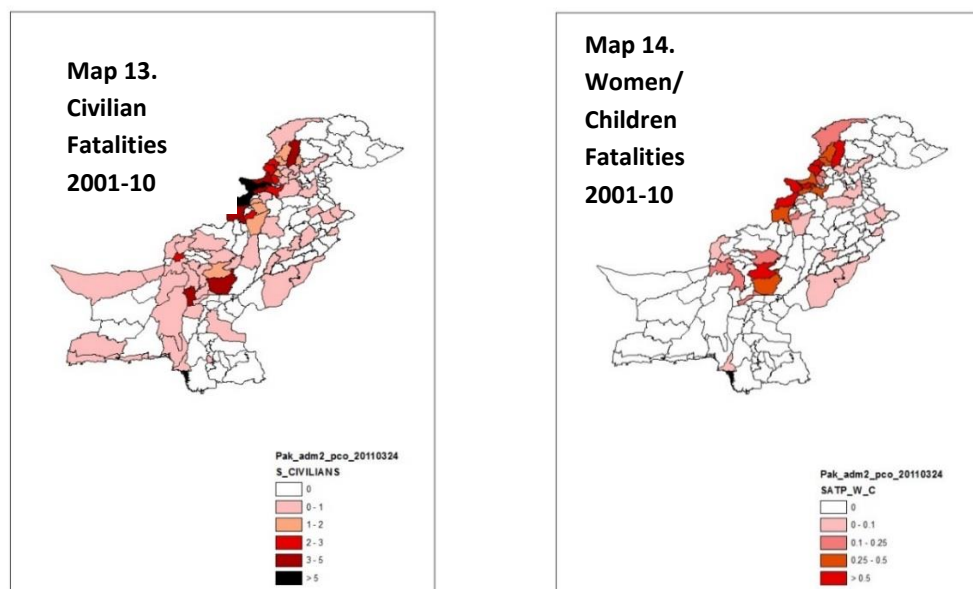 Map 13.
Civilian
Fatalities
2001-10
Pak_adm2_pco_20110324
S_CIVILIANS
0
0 - 1
1 - 2
2 - 3
3 - 5
> 5
Map 14.
Women/
Children
Fatalities
2001-10
Pak_adm2_pco_20110324
SATP_W_C
0
0 - 0.1
0.1 - 0.25
0.25 - 0.5
> 0.5